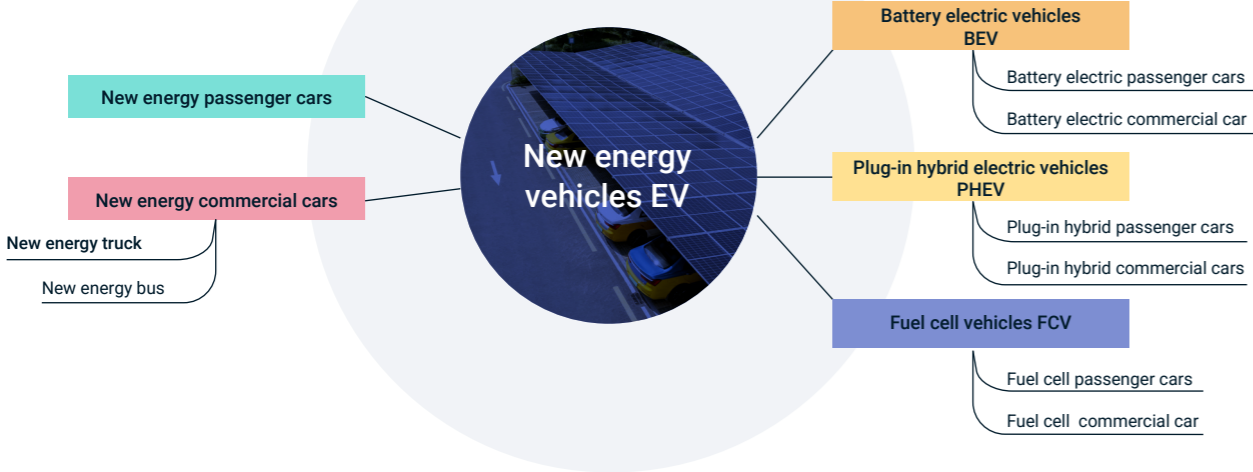 New energy passenger cars
New energy commercial cars
New energy truck
New energy bus
New energy
vehicles EV
Battery electric vehicles
BEV
Battery electric passenger cars
Battery electric commercial car
Plug-in hybrid electric vehicles
PHEV
Plug-in hybrid passenger cars
Plug-in hybrid commercial cars
Fuel cell vehicles FCV
Fuel cell passenger cars
Fuel cell  commercial car